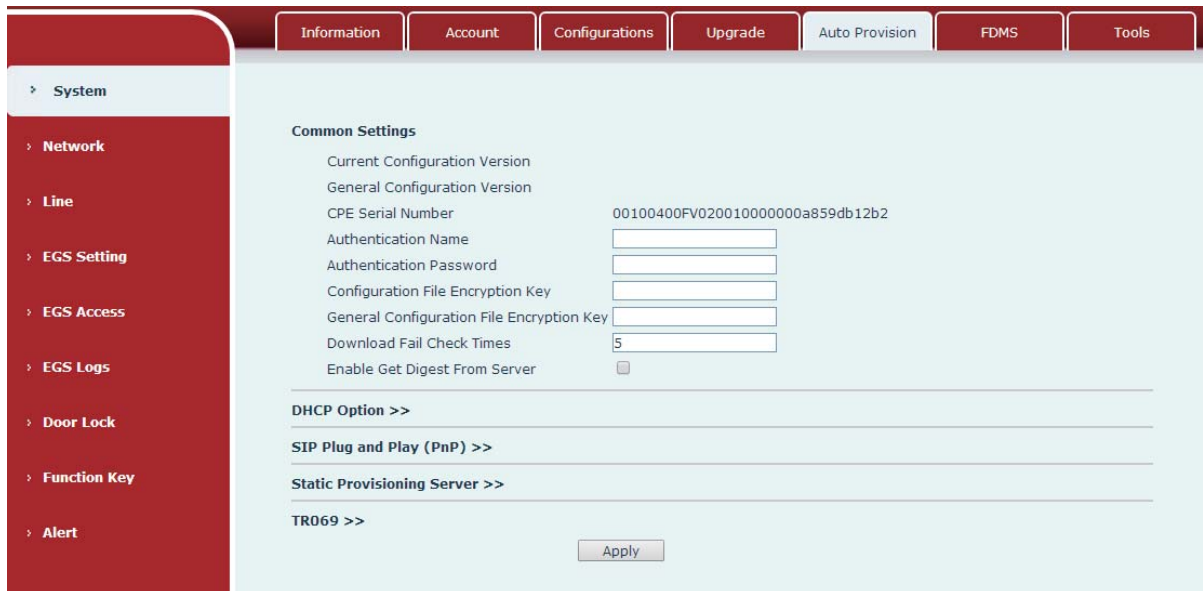 Information Account Configurations Upgrade Auto Provision FDMS Tools
› System
› Network
› Line
› EGS Setting
› EGS Access
› EGS Logs
› Door Lock
› Function Key
› Alert
Common Settings
Current Configuration Version
General Configuration Version
CPE Serial Number 00100400FV020010000000a859db12b2
Authentication Name
Authentication Password
Configuration File Encryption Key
General Configuration File Encryption Key
Download Fail Check Times 5
Enable Get Digest From Server
DHCP Option >>
SIP Plug and Play (PnP) >>
Static Provisioning Server >>
TR069 >>
Apply